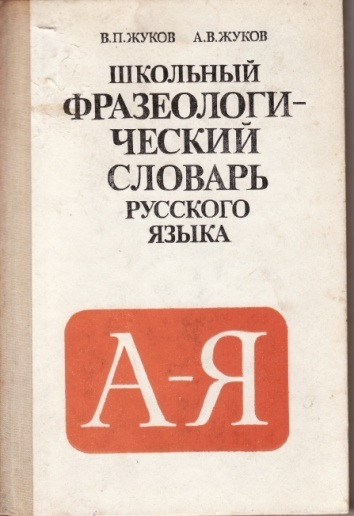 В.П.ЖУКОВ А.В.ЖУКОВ
ШКОЛЬНЫЙ
ФРАЗЕОЛОГИ-
ЧЕСКИЙ
СЛОВАРЬ
РУССКОГО
ЯЗЫКА
А-Я